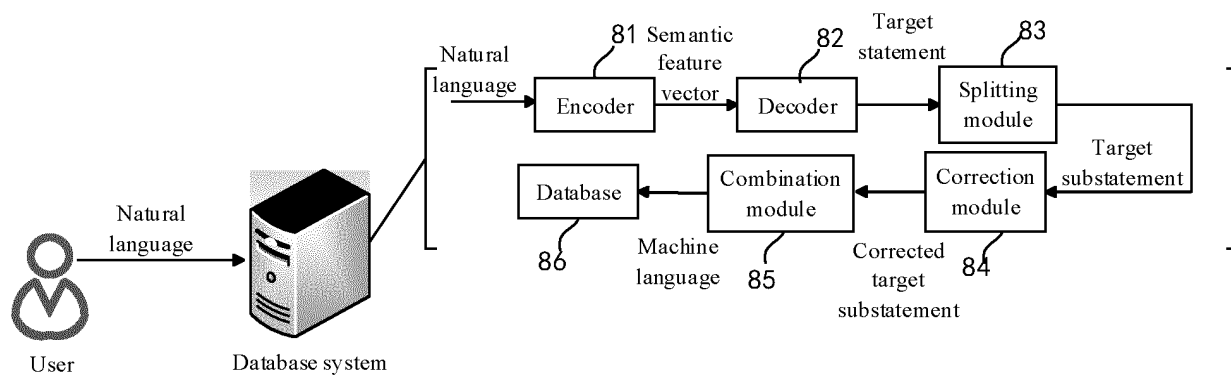 81
82
83
Natural
language
Semantic
feature
vector
Target
statement
Encoder
Decoder
Splitting
module
Database
Combination
module
Correction
module
Target
substatement
86
Machine
language
85
Corrected
target
substatement
84
Natural
language
User
Database system